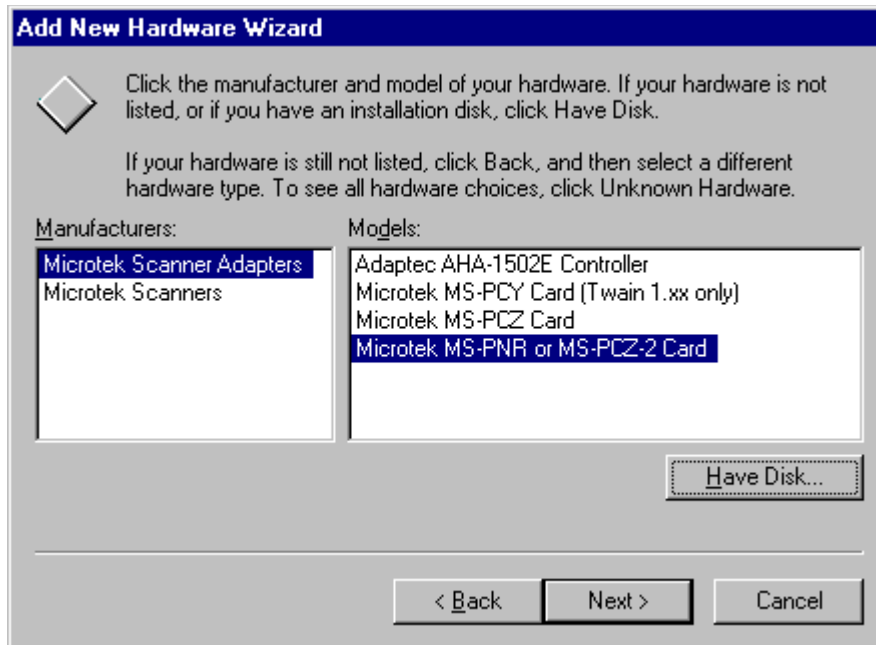 Add New Hardware Wizard
Click the manufacturer and model of your hardware. If your hardware is not
listed, or if you have an installation disk, click Have Disk.
If your hardware is still not listed, click Back, and then select a different
hardware type. To see all hardware choices, click Unknown Hardware.
Manufacturers:
Microtek Scanner Adapters
Microtek Scanners
Models:
Adaptec AHA-1502E Controller
Microtek MS-PCY Card (Twain 1.xx only)
Microtek MS-PCZ Card
Microtek MS-PNR or MS-PCZ-2 Card
Have Disk...
< Back
Next >
Cancel